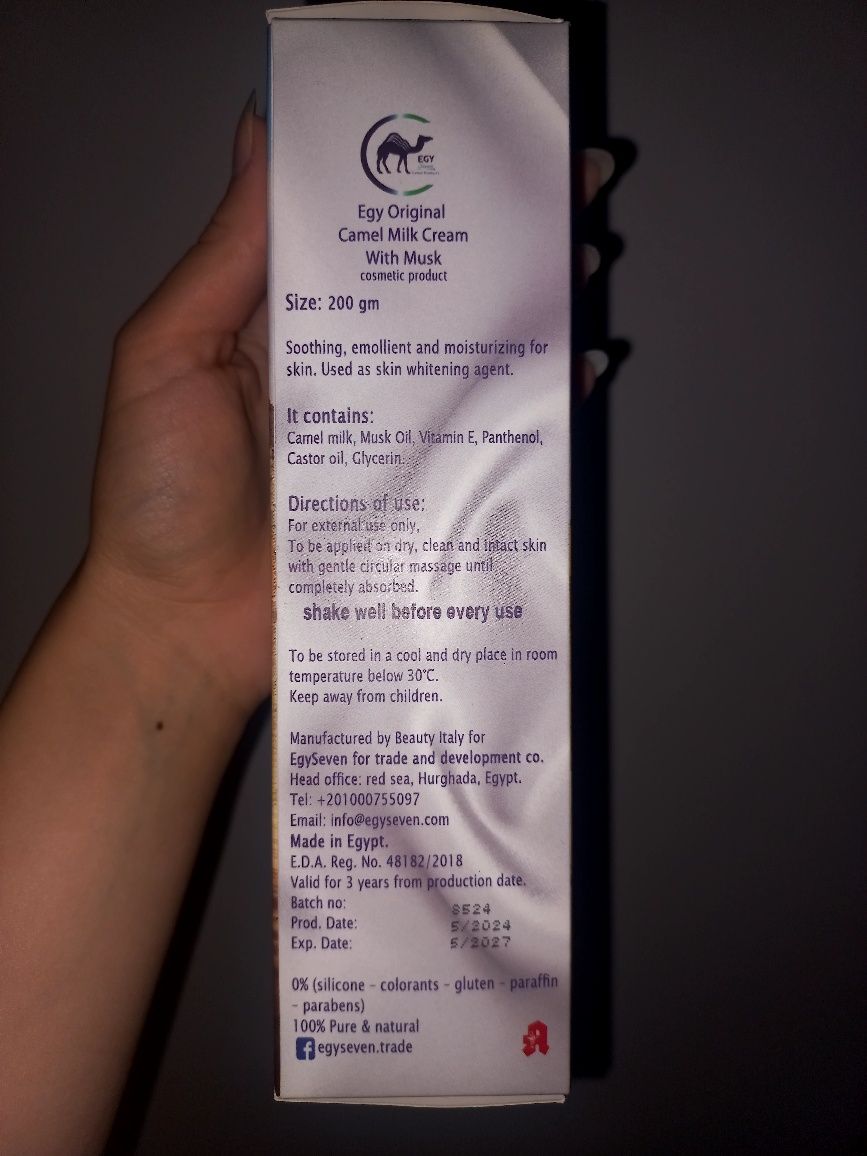 EGY
Egy Original
Camel Milk Cream
With Musk
cosmetic product
Size: 200 gm
Soothing, emollient and moisturizing for
skin. Used as skin whitening agent.
It contains:
Camel milk, Musk Oil, Vitamin E, Panthenol,
Castor oil, Glycerin.
Directions of use:
For external use only,
To be applied on dry, clean and intact skin
with gentle circular massage until
completely absorbed.
shake well before every use
To be stored in a cool and dry place in room
temperature below 30°C.
Keep away from children.
Manufactured by Beauty Italy for
EgySeven for trade and development co.
Head office: red sea, Hurghada, Egypt.
Tel: +201000755097
Email: info@egyseven.com
Made in Egypt.
E.D.A. Reg. No. 48182/2018
Valid for 3 years from production date.
Batch no: S524
Prod. Date: 5/2024
Exp. Date: 5/2027
0% (silicone - colorants - gluten - paraffin
- parabens)
100% Pure & natural
egyseven.trade